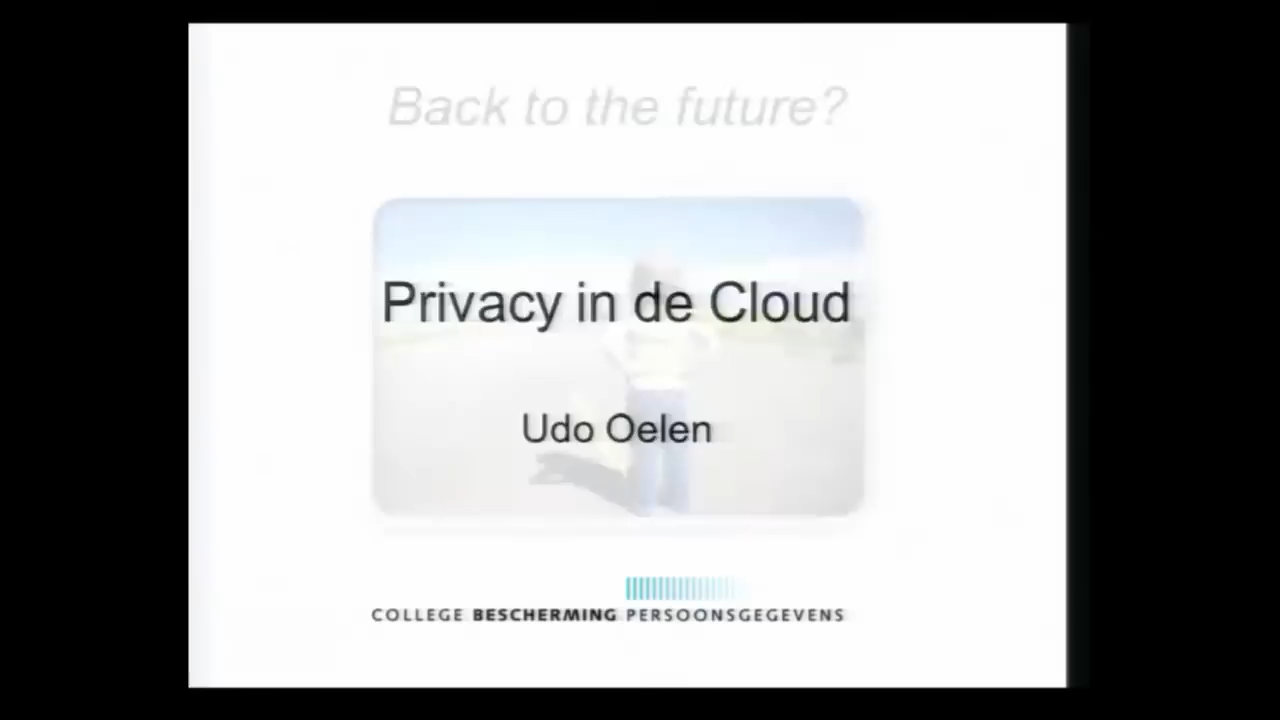 Back to the future?
Privacy in de Cloud
Udo Oelen
COLLEGE BESCHERMING PERSOONSGEGEVENS